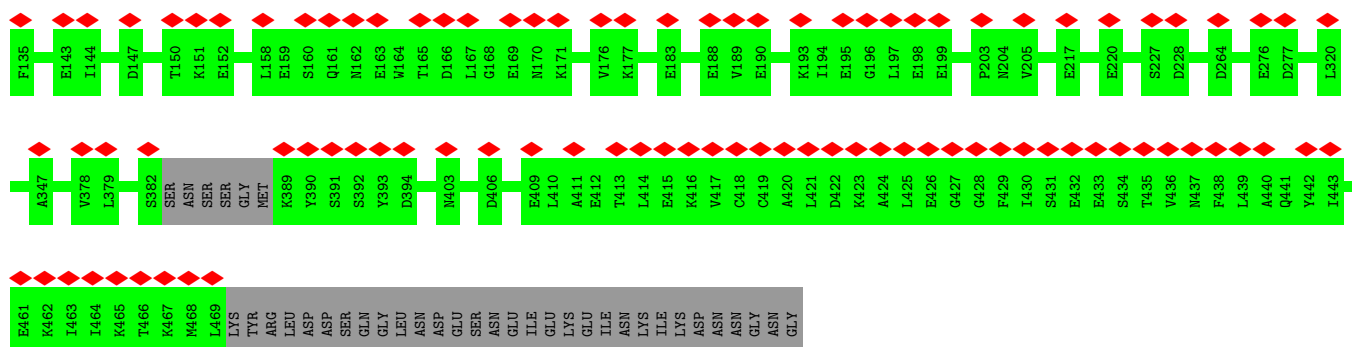 F135 E143 I144 D147 T150 K151 E152 L158 E159 S160 Q161 N162 E163 W164 T165 D166 L167 G168 E169 N170 K171 V176 K177 E183 E188 V189 E190 K193 I194 E195 G196 L197 E198 E199 P203 N204 V205 E217 E220 S227 D228 D264 E276 D277 L320
A347 V378 L379 S382 SER ASN SER SER GLY MET K389 Y390 S391 S392 Y393 D394 N403 D406 E409 L410 A411 E412 T413 L414 E415 K416 V417 C418 C419 A420 L421 D422 K423 A424 L425 E426 G427 G428 F429 I430 S431 E432 E433 S434 T435 V436 N437 F438 L439 A440 Q441 Y442 I443
E461 K462 I463 I464 K465 T466 K467 M468 L469 LYS TYR ARG LEU ASP ASP SER GLN GLY LEU ASN ASP GLU SER ASN GLU ILE GLU LYS GLU ILE ASN LYS ILE LYS ASP ASN ASN GLY ASN GLY